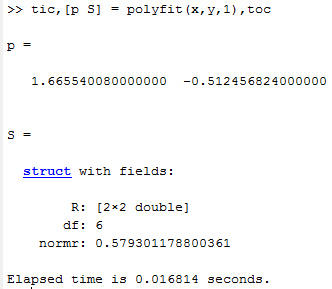 >> tic,[p S] = polyfit(x,y,1),toc
p =
1.665540080000000 -0.512456824000000
S =
struct with fields:
R: [2×2 double]
df: 6
normr: 0.579301178800361
Elapsed time is 0.016814 seconds.